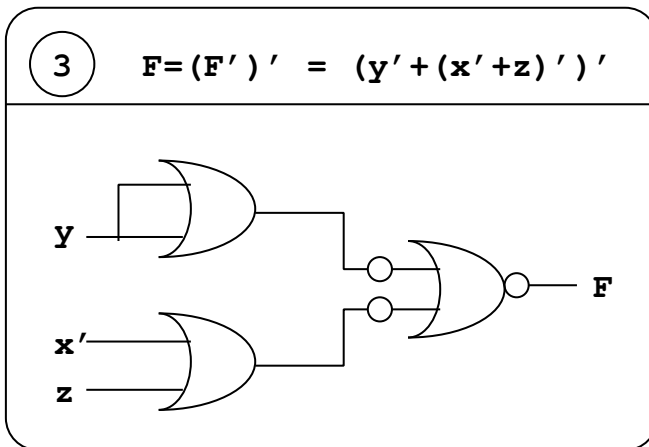 3 F=(F′)′ = (y′+(x′+z)′)′
y
F
x′
z